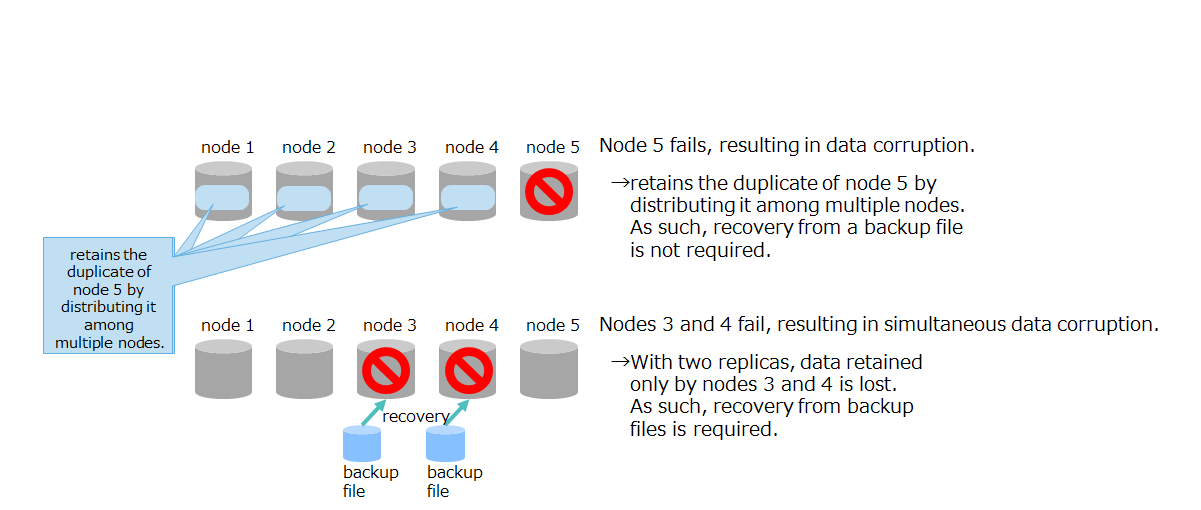 node 1 node 2 node 3 node 4 node 5
Node 5 fails, resulting in data corruption.
→retains the duplicate of node 5 by
distributing it among multiple nodes.
As such, recovery from a backup file
is not required.
retains the
duplicate of
node 5 by
distributing it
among
multiple nodes.
node 1 node 2 node 3 node 4 node 5
Nodes 3 and 4 fail, resulting in simultaneous data corruption.
→With two replicas, data retained
only by nodes 3 and 4 is lost.
As such, recovery from backup
files is required.
recovery
backup
file
backup
file